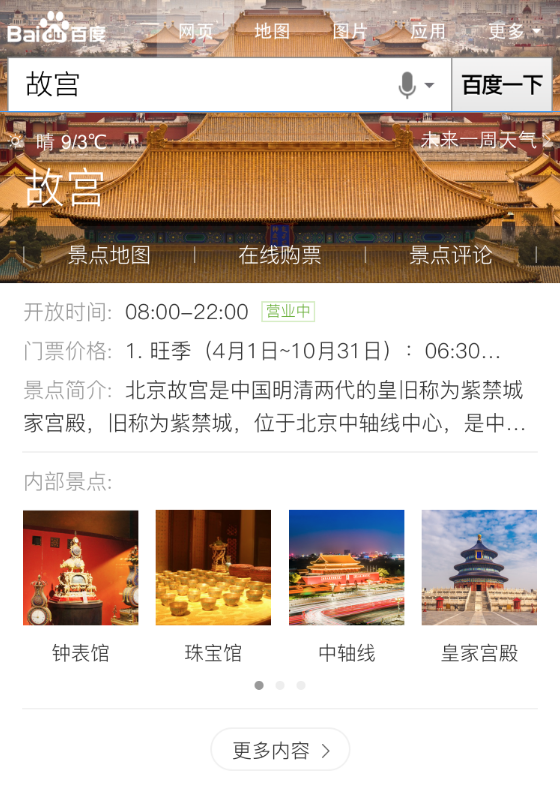 Bai du 百度 网页 地图 图片 应用 更多
故宫 百度一下
晴 9/3℃ 未来一周天气
故宫
景点地图 | 在线购票 | 景点评论
开放时间: 08:00-22:00 营业中
门票价格: 1. 旺季（4月1日~10月31日）：06:30...
景点简介: 北京故宫是中国明清两代的皇旧称为紫禁城
家宫殿，旧称为紫禁城，位于北京中轴线中心，是中...
内部景点:
钟表馆 珠宝馆 中轴线 皇家宫殿
更多内容 >